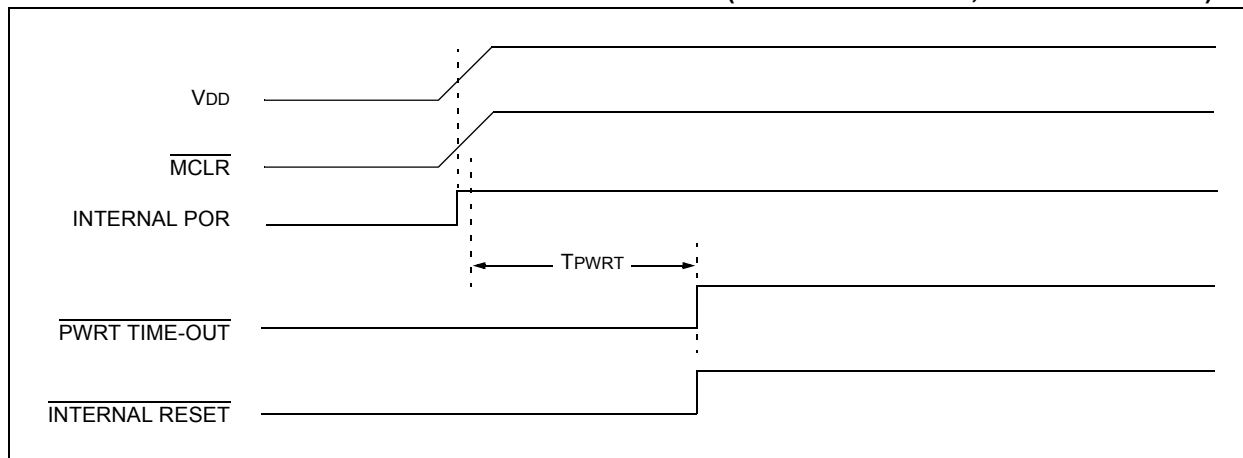 VDD
MCLR
INTERNAL POR
TPWRT
PWRT TIME-OUT
INTERNAL RESET